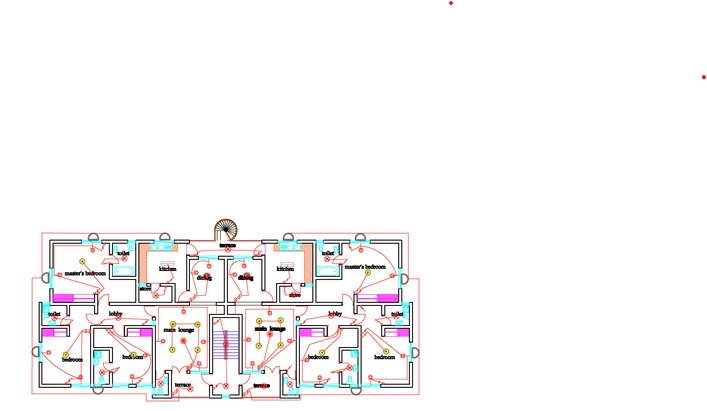 terrace
toilet
toilet
kitchen
kitchen
master's bedroom
master's bedroom
dining
dining
store
store
toilet
lobby
lobby
toilet
main lounge
main lounge
bedroom
bedroom
bedroom
bedroom
terrace
terrace